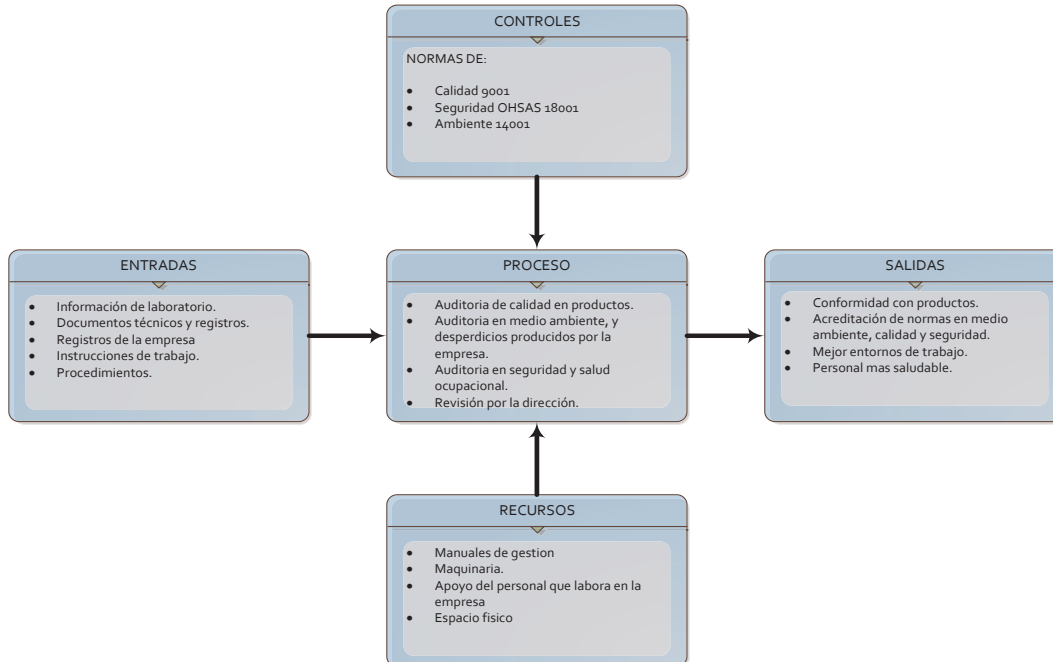 CONTROLES
NORMAS DE:
• Calidad 9001
• Seguridad OHSAS 18001
• Ambiente 14001
ENTRADAS
• Información de laboratorio.
• Documentos técnicos y registros.
• Registros de la empresa
• Instrucciones de trabajo.
• Procedimientos.
PROCESO
• Auditoria de calidad en productos.
• Auditoria en medio ambiente, y
desperdicios producidos por la
empresa.
• Auditoria en seguridad y salud
ocupacional.
• Revisión por la dirección.
SALIDAS
• Conformidad con productos.
• Acreditación de normas en medio
ambiente, calidad y seguridad.
• Mejor entornos de trabajo.
• Personal mas saludable.
RECURSOS
• Manuales de gestion
• Maquinaria.
• Apoyo del personal que labora en la
empresa
• Espacio fisico